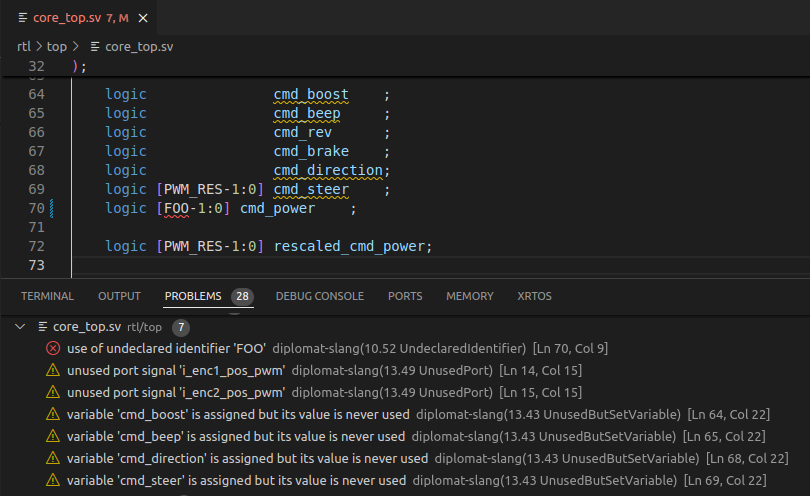 core_top.sv 7, M
rtl > top > core_top.sv
32 );
64 logic cmd_boost ;
65 logic cmd_beep ;
66 logic cmd_rev ;
67 logic cmd_brake ;
68 logic cmd_direction;
69 logic [PWM_RES-1:0] cmd_steer ;
70 logic [FOO-1:0] cmd_power ;
71
72 logic [PWM_RES-1:0] rescaled_cmd_power;
73
TERMINAL OUTPUT PROBLEMS 28 DEBUG CONSOLE PORTS MEMORY XRTOS
core_top.sv rtl/top 7
use of undeclared identifier 'FOO' diplomat-slang(10.52 UndeclaredIdentifier) [Ln 70, Col 9]
unused port signal 'i_enc1_pos_pwm' diplomat-slang(13.49 UnusedPort) [Ln 14, Col 15]
unused port signal 'i_enc2_pos_pwm' diplomat-slang(13.49 UnusedPort) [Ln 15, Col 15]
variable 'cmd_boost' is assigned but its value is never used diplomat-slang(13.43 UnusedButSetVariable) [Ln 64, Col 22]
variable 'cmd_beep' is assigned but its value is never used diplomat-slang(13.43 UnusedButSetVariable) [Ln 65, Col 22]
variable 'cmd_direction' is assigned but its value is never used diplomat-slang(13.43 UnusedButSetVariable) [Ln 68, Col 22]
variable 'cmd_steer' is assigned but its value is never used diplomat-slang(13.43 UnusedButSetVariable) [Ln 69, Col 22]